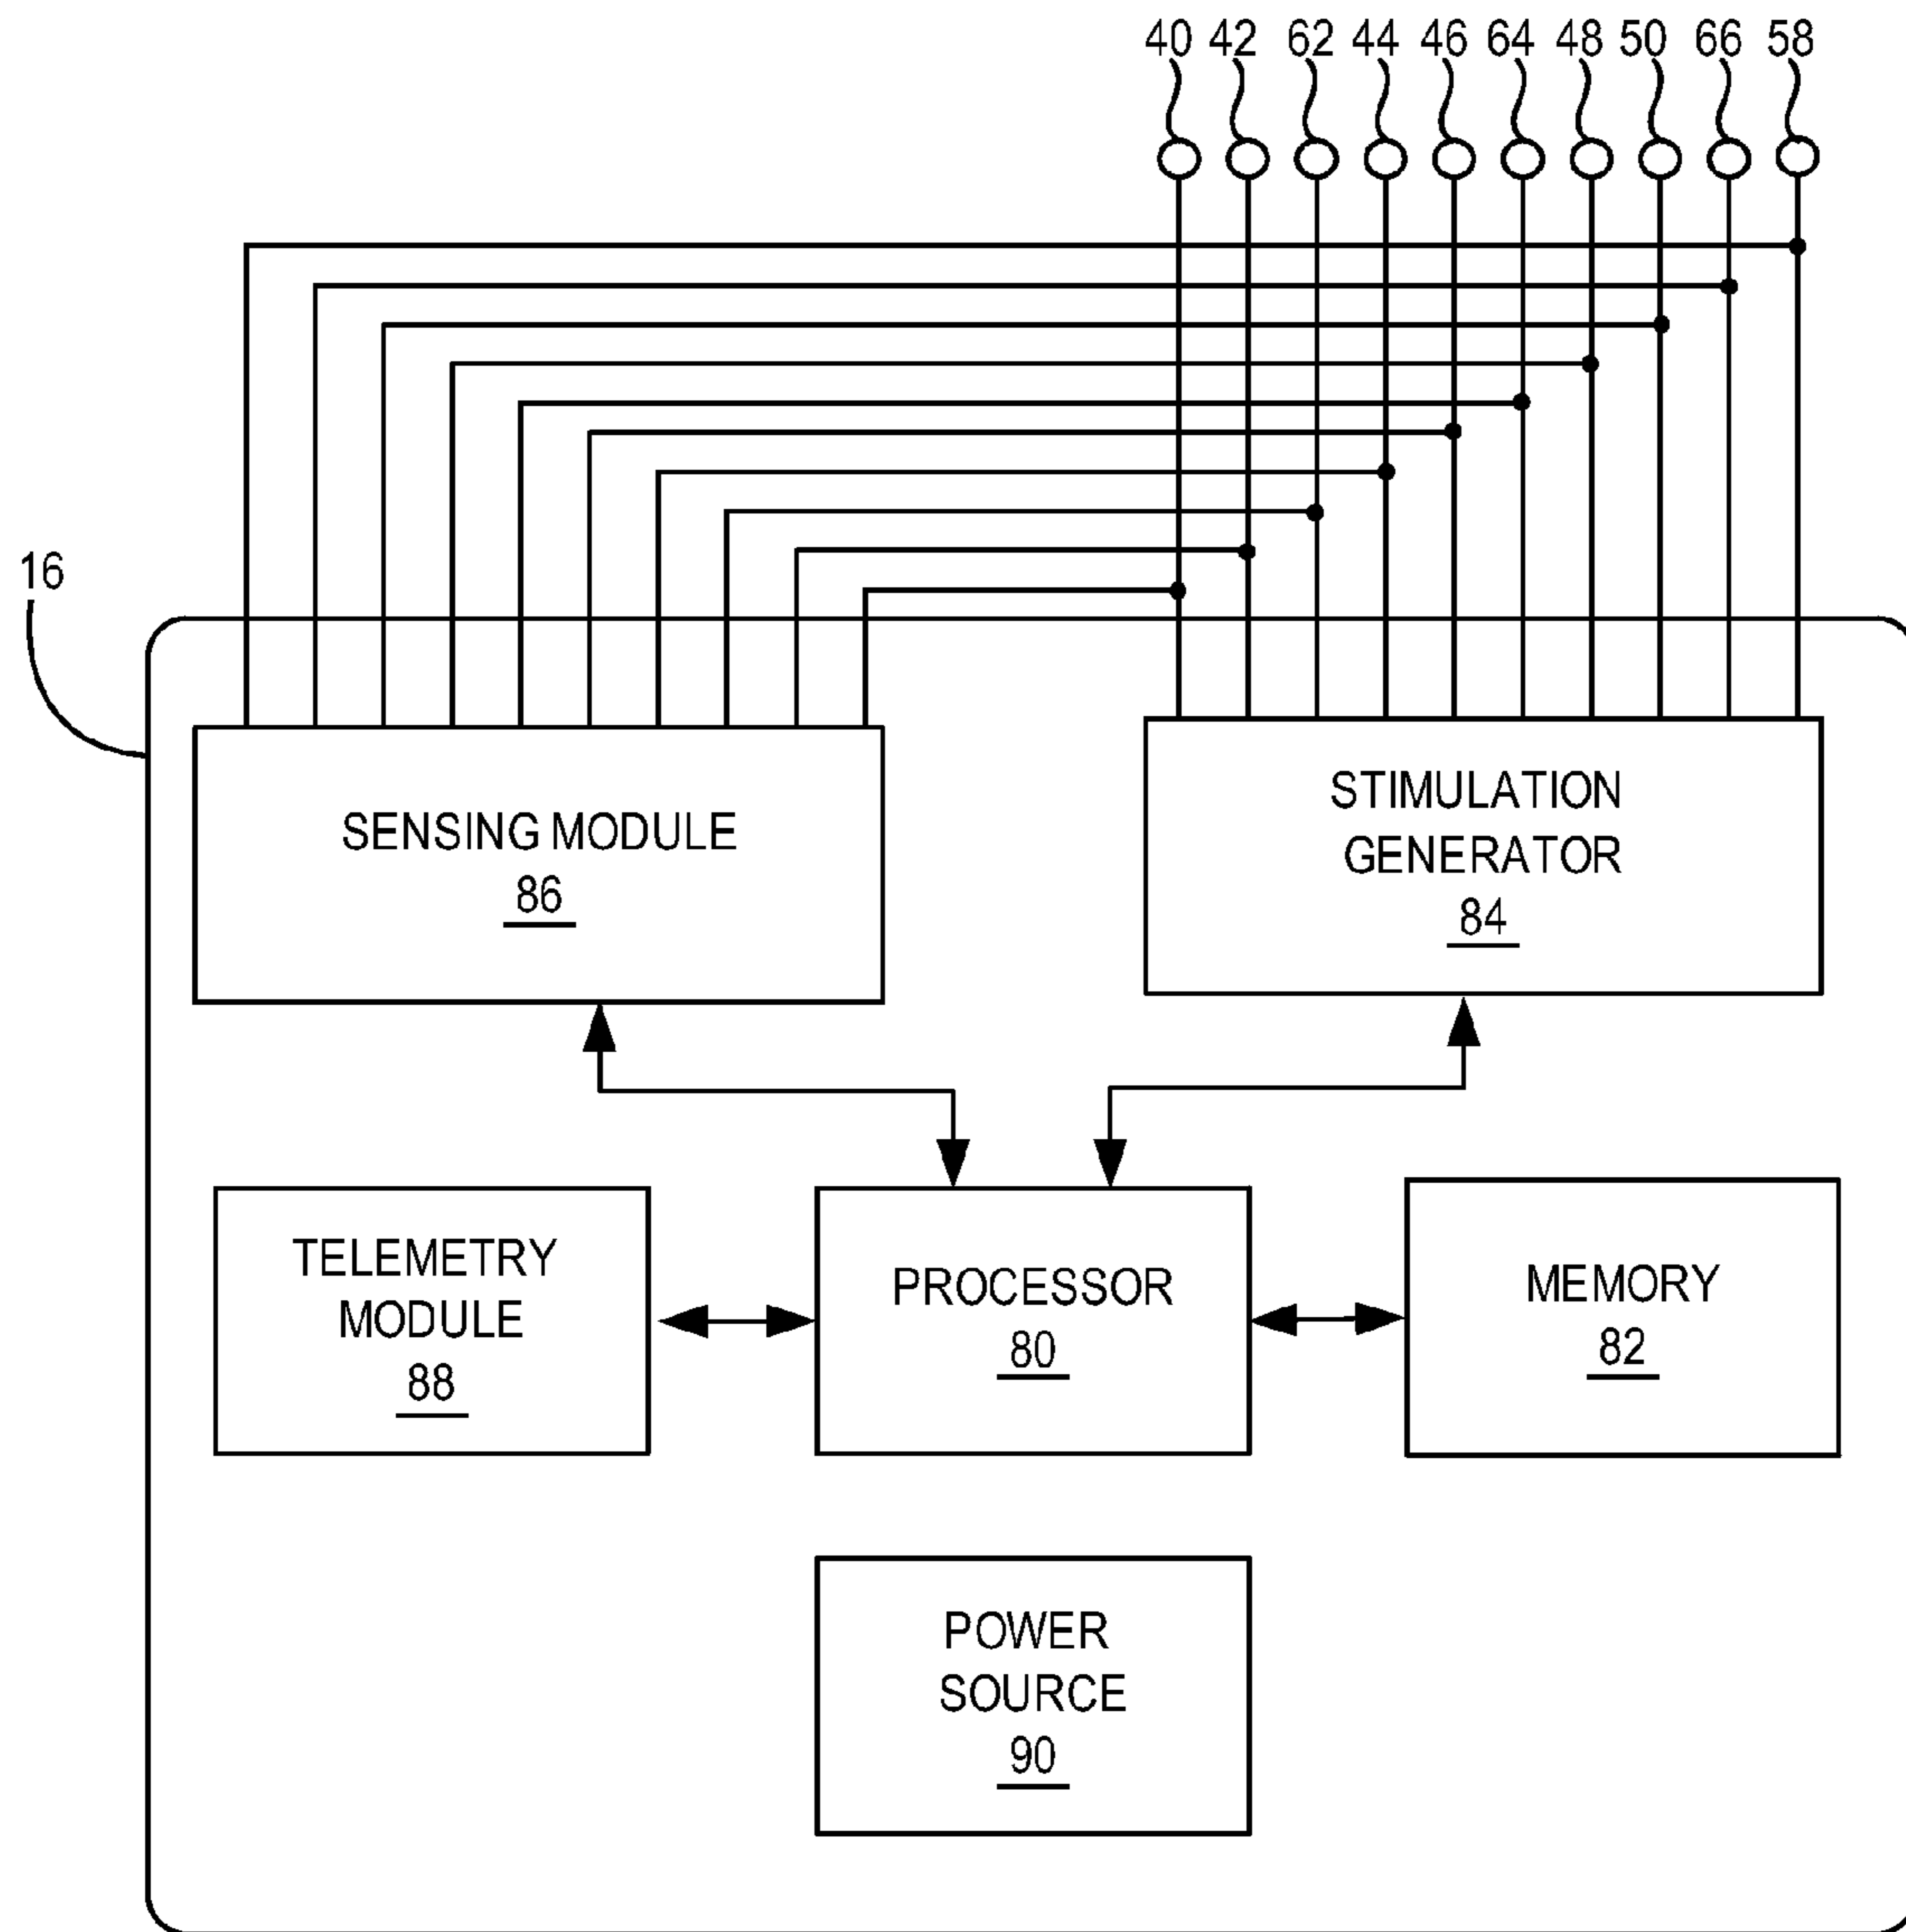 40 42 62 44 46 64 48 50 66 58
16
SENSING MODULE
86
STIMULATION
GENERATOR
84
TELEMETRY
MODULE
88
PROCESSOR
80
MEMORY
82
POWER
SOURCE
90